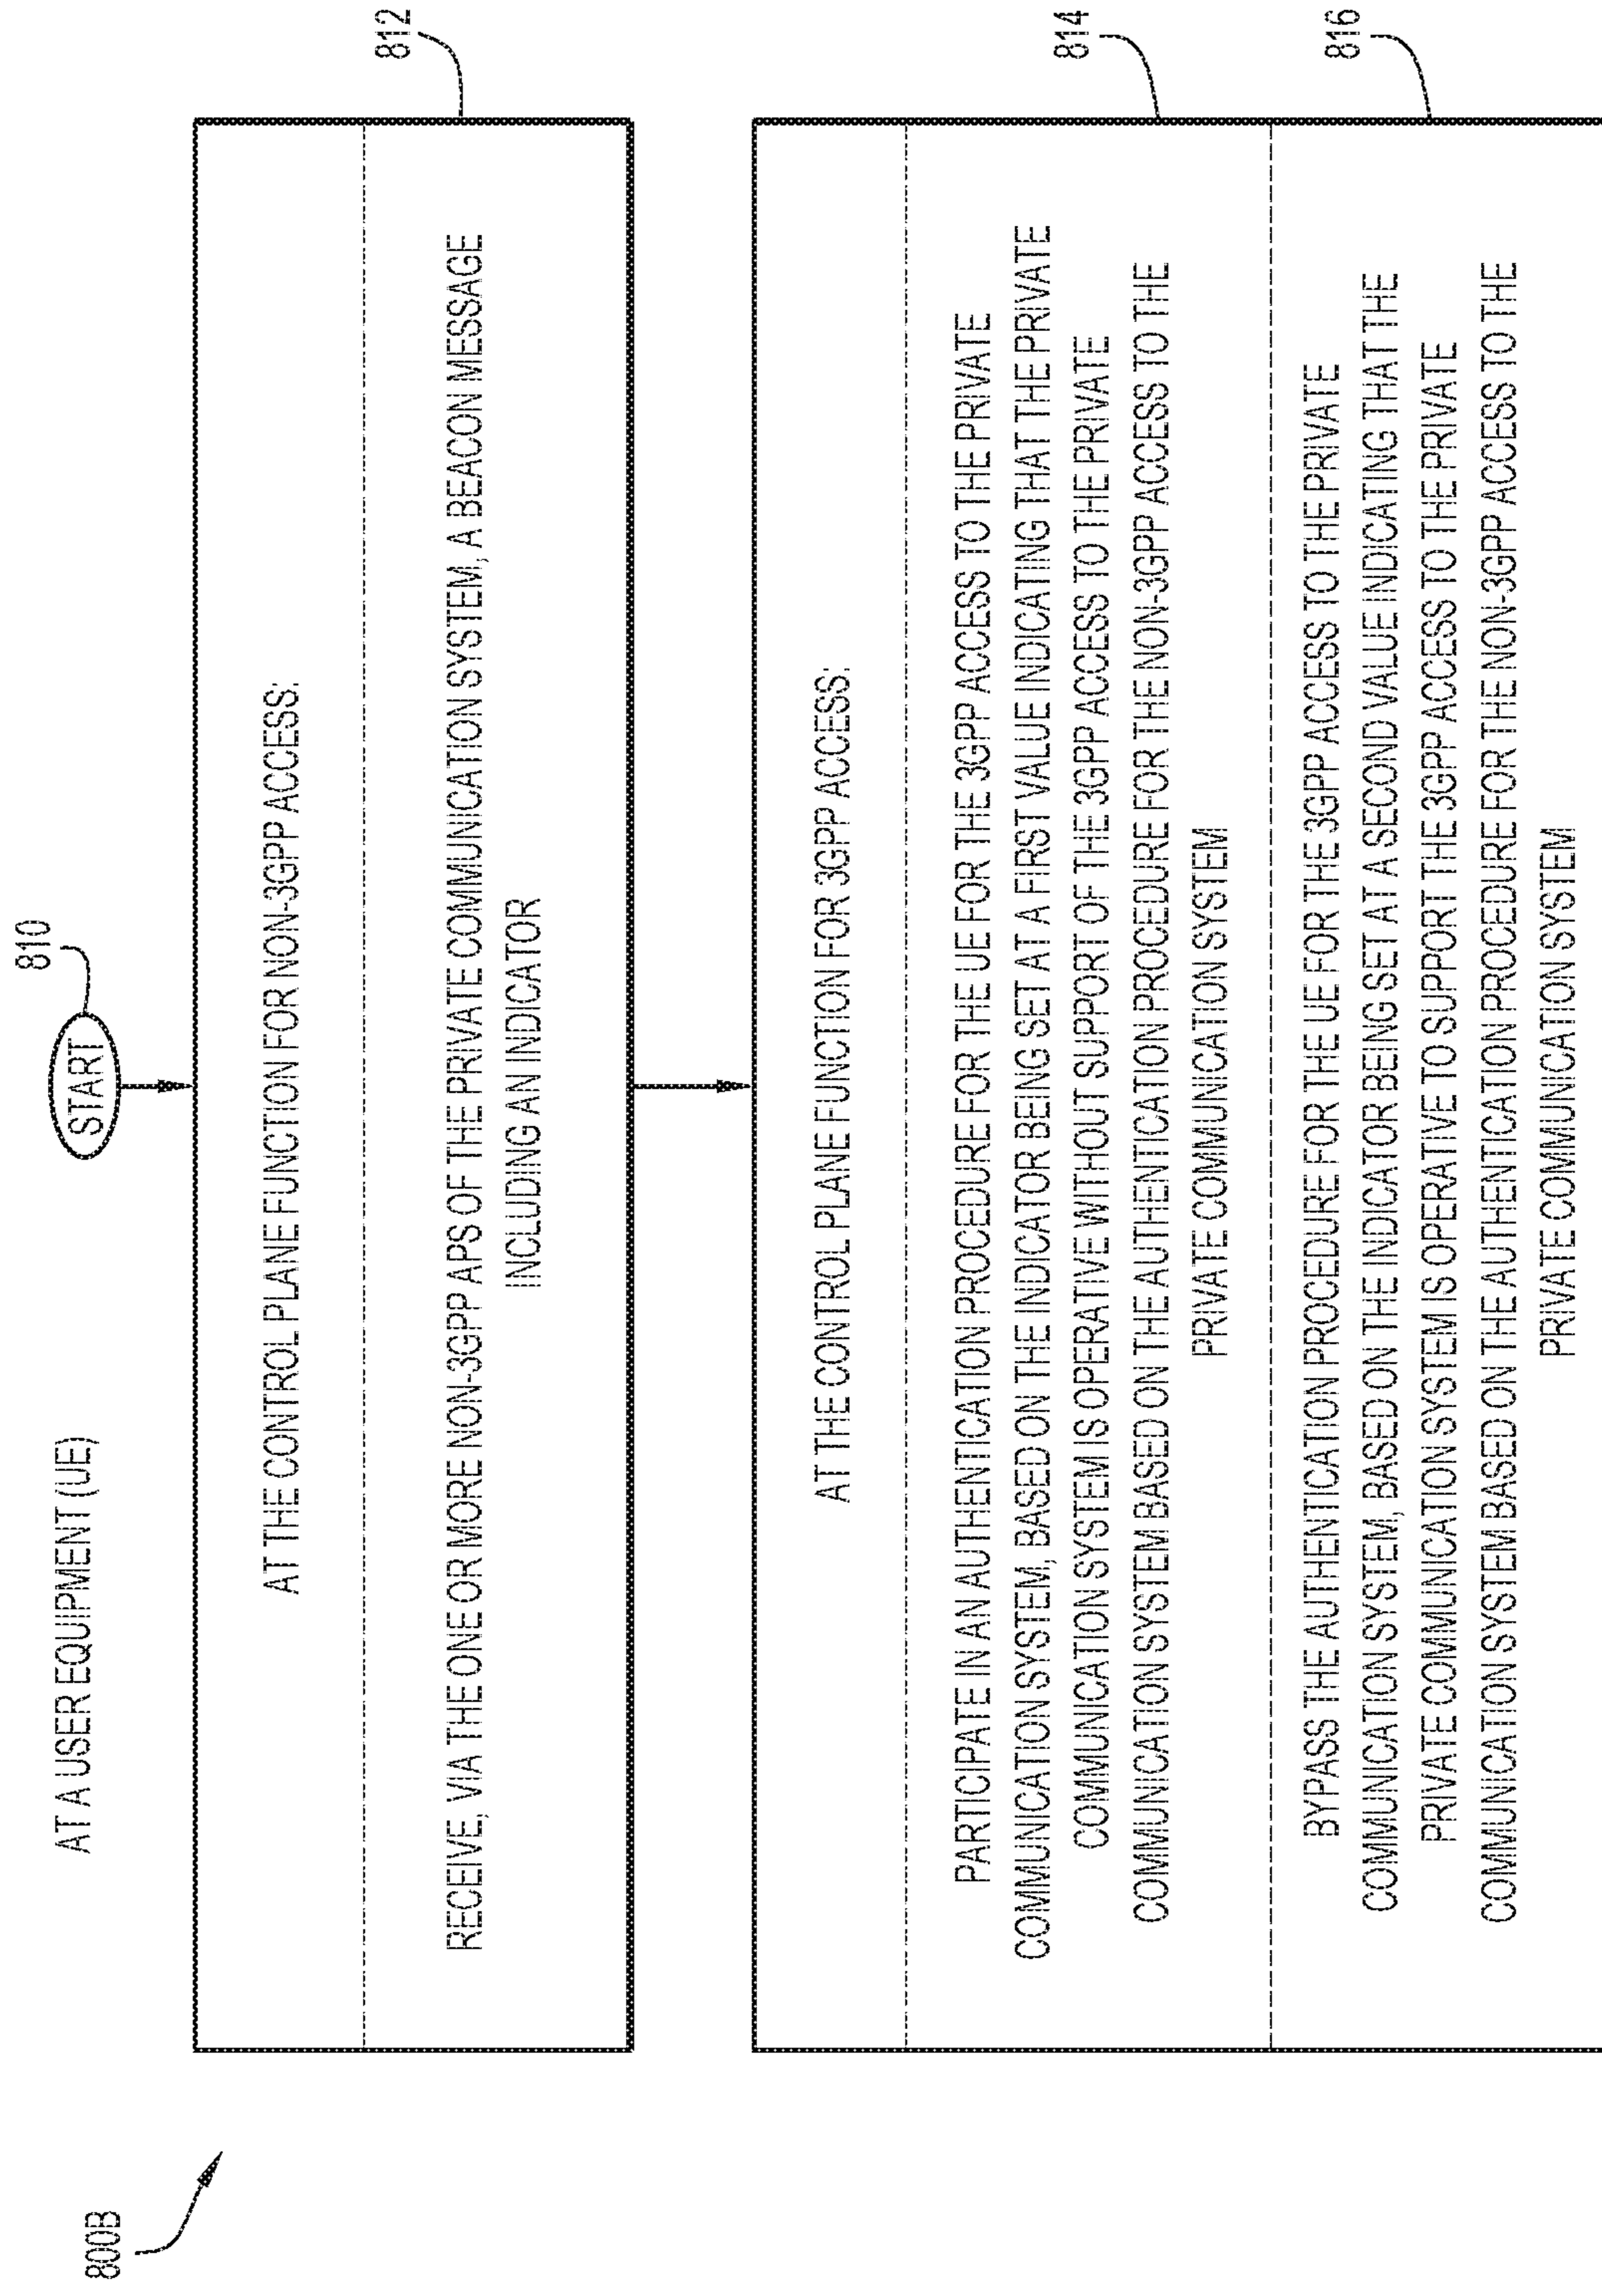 800B
AT A USER EQUIPMENT (UE)
START
810
AT THE CONTROL PLANE FUNCTION FOR NON-3GPP ACCESS:
RECEIVE, VIA THE ONE OR MORE NON-3GPP APS OF THE PRIVATE COMMUNICATION SYSTEM, A BEACON MESSAGE
INCLUDING AN INDICATOR
812
AT THE CONTROL PLANE FUNCTION FOR 3GPP ACCESS:
PARTICIPATE IN AN AUTHENTICATION PROCEDURE FOR THE UE FOR THE 3GPP ACCESS TO THE PRIVATE
COMMUNICATION SYSTEM, BASED ON THE INDICATOR BEING SET AT A FIRST VALUE INDICATING THAT THE PRIVATE
COMMUNICATION SYSTEM IS OPERATIVE WITHOUT SUPPORT OF THE 3GPP ACCESS TO THE PRIVATE
COMMUNICATION SYSTEM BASED ON THE AUTHENTICATION PROCEDURE FOR THE NON-3GPP ACCESS TO THE
PRIVATE COMMUNICATION SYSTEM
814
BYPASS THE AUTHENTICATION PROCEDURE FOR THE UE FOR THE 3GPP ACCESS TO THE PRIVATE
COMMUNICATION SYSTEM, BASED ON THE INDICATOR BEING SET AT A SECOND VALUE INDICATING THAT THE
PRIVATE COMMUNICATION SYSTEM IS OPERATIVE TO SUPPORT THE 3GPP ACCESS TO THE PRIVATE
COMMUNICATION SYSTEM BASED ON THE AUTHENTICATION PROCEDURE FOR THE NON-3GPP ACCESS TO THE
PRIVATE COMMUNICATION SYSTEM
816